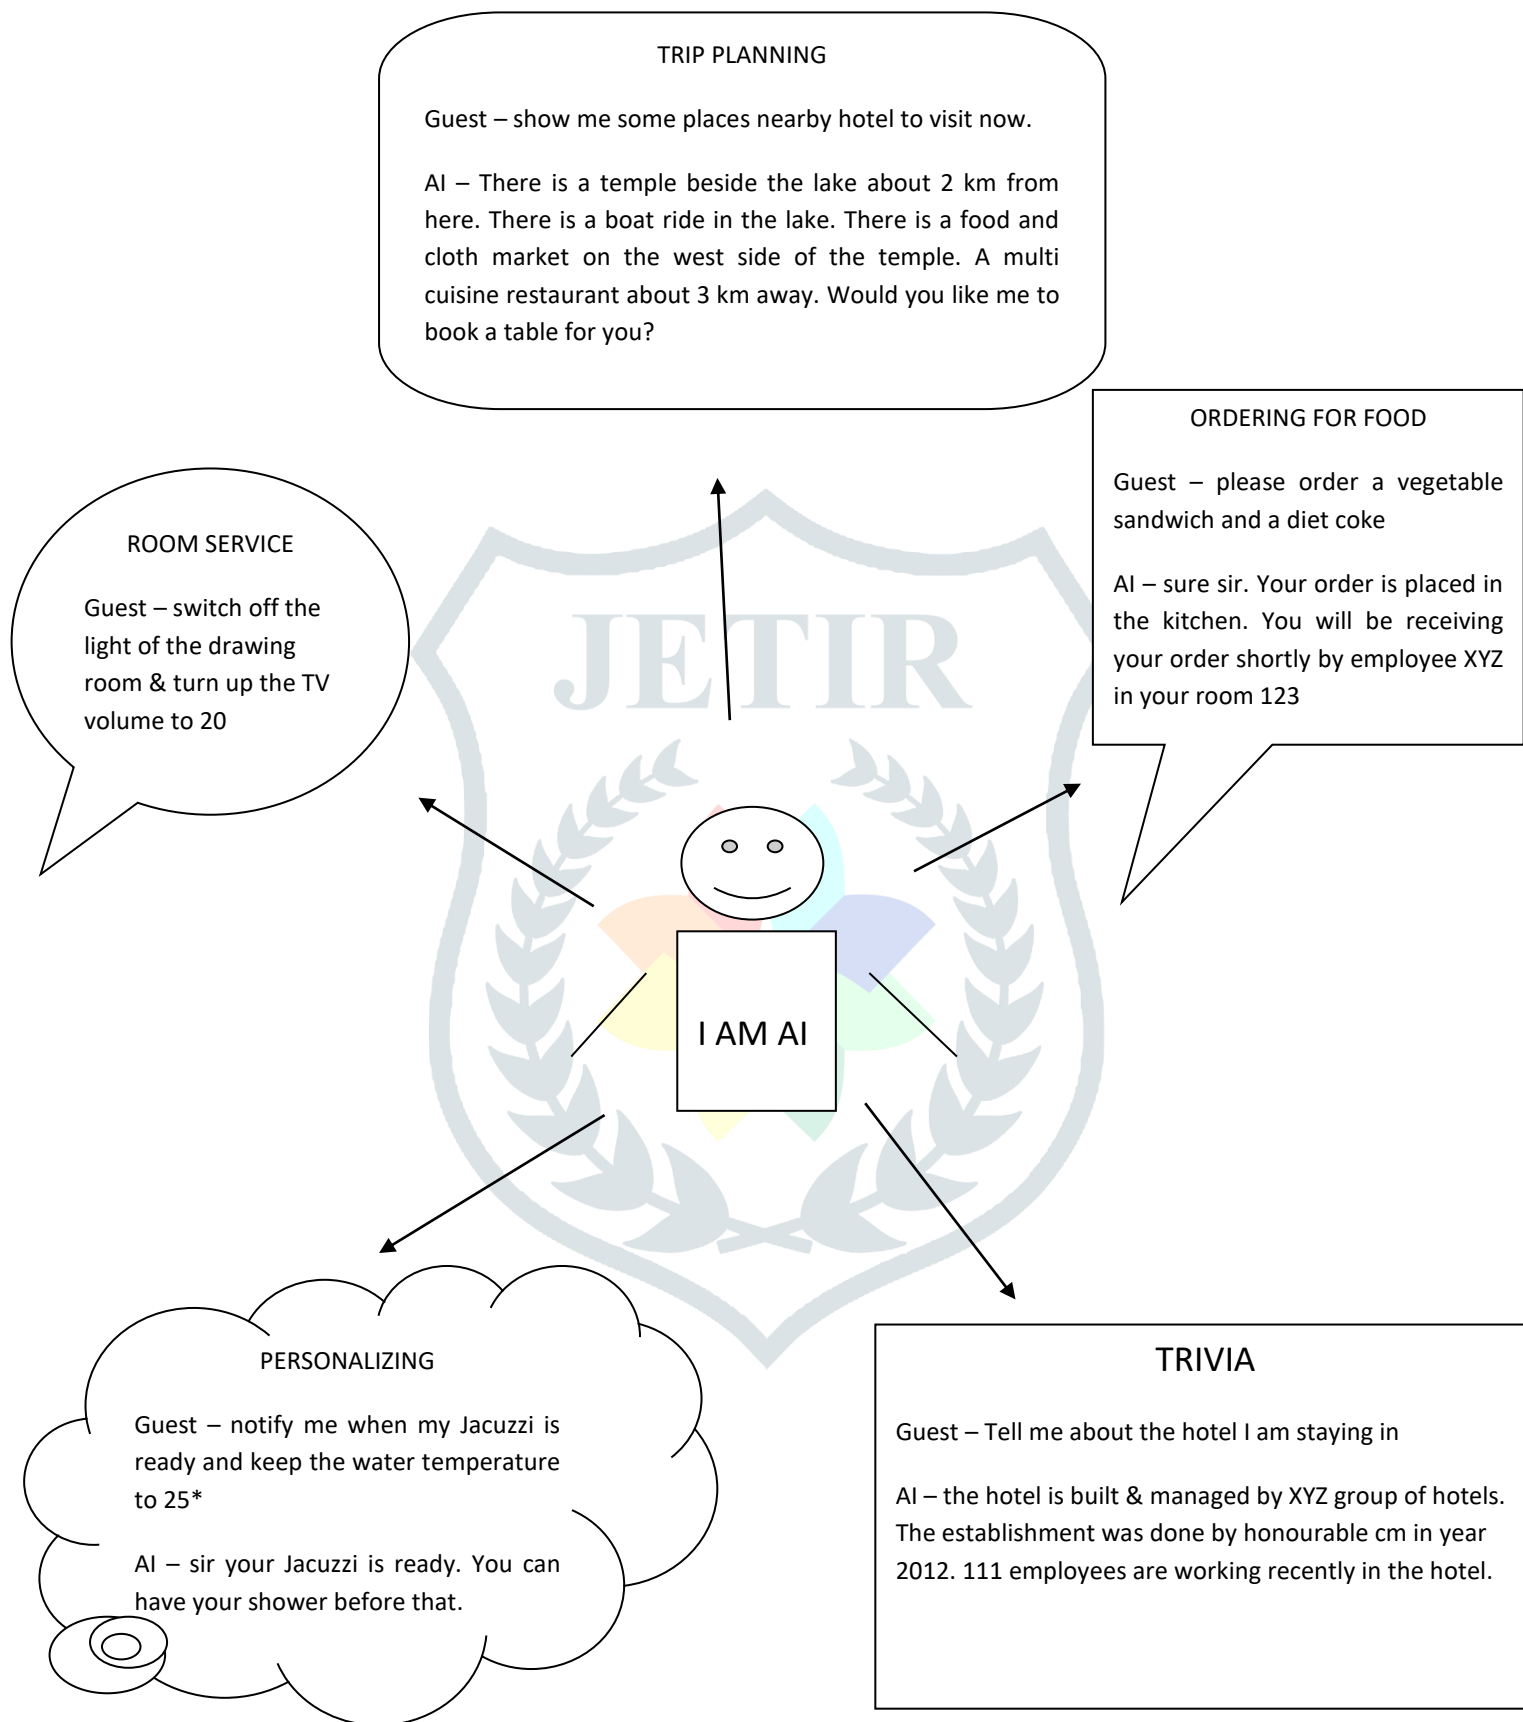 TRIP PLANNING
Guest – show me some places nearby hotel to visit now.
AI – There is a temple beside the lake about 2 km from
here. There is a boat ride in the lake. There is a food and
cloth market on the west side of the temple. A multi
cuisine restaurant about 3 km away. Would you like me to
book a table for you?
ORDERING FOR FOOD
Guest – please order a vegetable
sandwich and a diet coke
AI – sure sir. Your order is placed in
the kitchen. You will be receiving
your order shortly by employee XYZ
in your room 123
ROOM SERVICE
Guest – switch off the
light of the drawing
room & turn up the TV
volume to 20
JETIR
I AM AI
PERSONALIZING
Guest – notify me when my Jacuzzi is
ready and keep the water temperature
to 25*
AI – sir your Jacuzzi is ready. You can
have your shower before that.
TRIVIA
Guest – Tell me about the hotel I am staying in
AI – the hotel is built & managed by XYZ group of hotels.
The establishment was done by honourable cm in year
2012. 111 employees are working recently in the hotel.